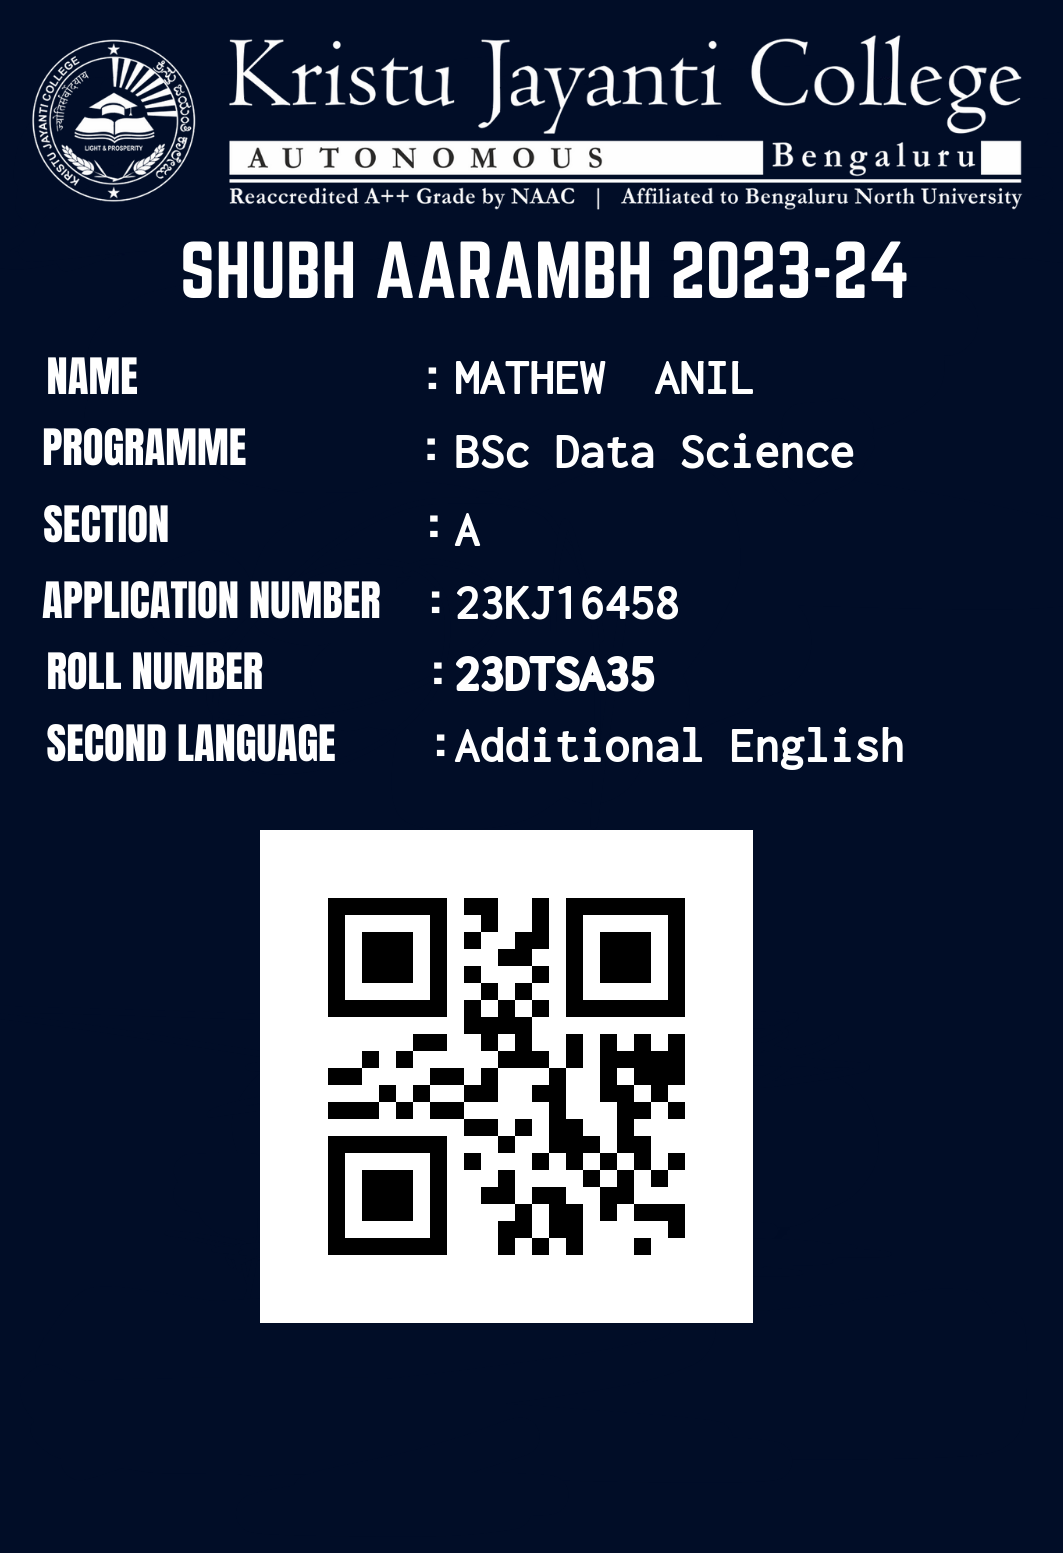 Kristu Jayanti College
AUTONOMOUS Bengaluru
Reaccredited A++ Grade by NAAC | Affiliated to Bengaluru North University
KRISTU JAYANTI COLLEGE
LIGHT & PROSPERITY
SHUBH AARAMBH 2023-24
NAME : MATHEW ANIL
PROGRAMME : BSc Data Science
SECTION : A
APPLICATION NUMBER : 23KJ16458
ROLL NUMBER : 23DTSA35
SECOND LANGUAGE : Additional English